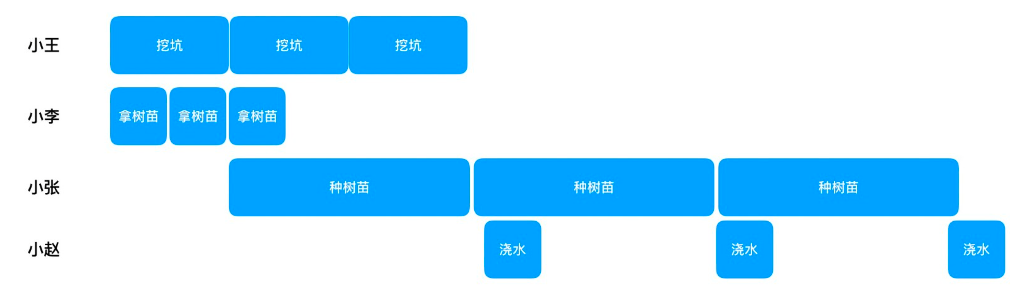 小王 挖坑 挖坑 挖坑
小李 拿树苗 拿树苗 拿树苗
小张 种树苗 种树苗 种树苗
小赵 浇水 浇水 浇水